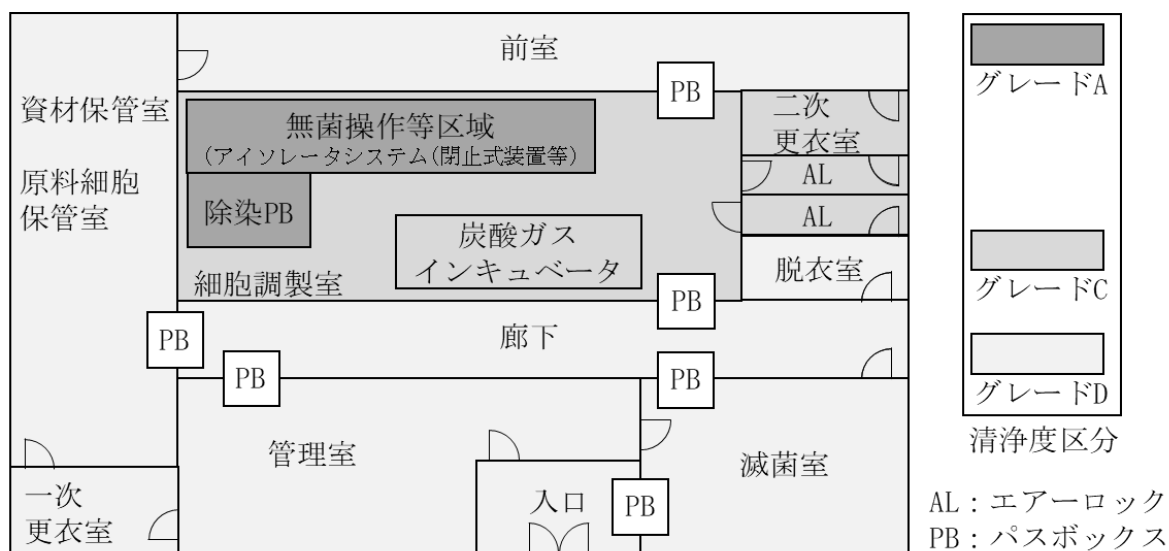 前室
PB
資材保管室
原料細胞
保管室
無菌操作等区域
(アイソレータシステム(閉止式装置等)
除染PB
炭酸ガス
インキュベータ
細胞調製室
二次
更衣室
AL
AL
脱衣室
PB
PB
廊下
PB
PB
管理室
滅菌室
一次
更衣室
入口
PB
グレードA
グレードC
グレードD
清浄度区分
AL：エアーロック
PB：パスボックス